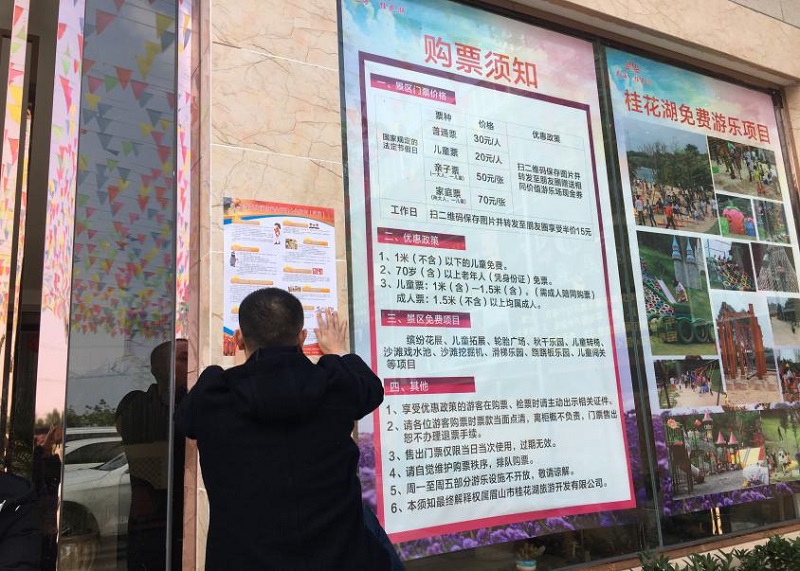 购票须知
一、景区门票价格
票种 价格 优惠政策
国家规定的
法定节假日
普通票 30元/人
儿童票 20元/人
亲子票 50元/张
(一大人、一儿童)
家庭票 70元/张
(两大人、一儿童)
扫二维码保存图片并
转发至朋友圈赠送相
同价值游乐场现金券
工作日 扫二维码保存图片并转发至朋友圈享受半价15元
二、优惠政策
1、1米（不含）以下的儿童免费。
2、70岁（含）以上老年人（凭身份证）免票。
3、儿童票：1米（含）—1.5米（含）。（需成人陪同购票）
成人票：1.5米（不含）以上均属成人。
三、景区免费项目
缤纷花展、儿童拓展、轮胎广场、秋千乐园、儿童转椅、
沙滩戏水池、沙滩挖掘机、滑梯乐园、跷跷板乐园、儿童闯关
等项目
四、其他
1、享受优惠政策的游客在购票、检票时请主动出示相关证件。
2、请各位游客购票时票款当面点清，离柜概不负责，门票售出
恕不办理退票手续。
3、售出门票仅限当日当次使用，过期无效。
4、请自觉维护购票秩序，排队购票。
5、周一至周五部分游乐设施不开放，敬请谅解。
6、本须知最终解释权属眉山市桂花湖旅游开发有限公司。
桂花湖免费游乐项目